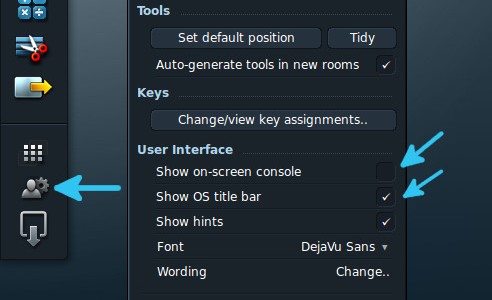 Tools
Set default position
Tidy
Auto-generate tools in new rooms
Keys
Change/view key assignments..
User Interface
Show on-screen console
Show OS title bar
Show hints
Font DejaVu Sans
Wording Change..